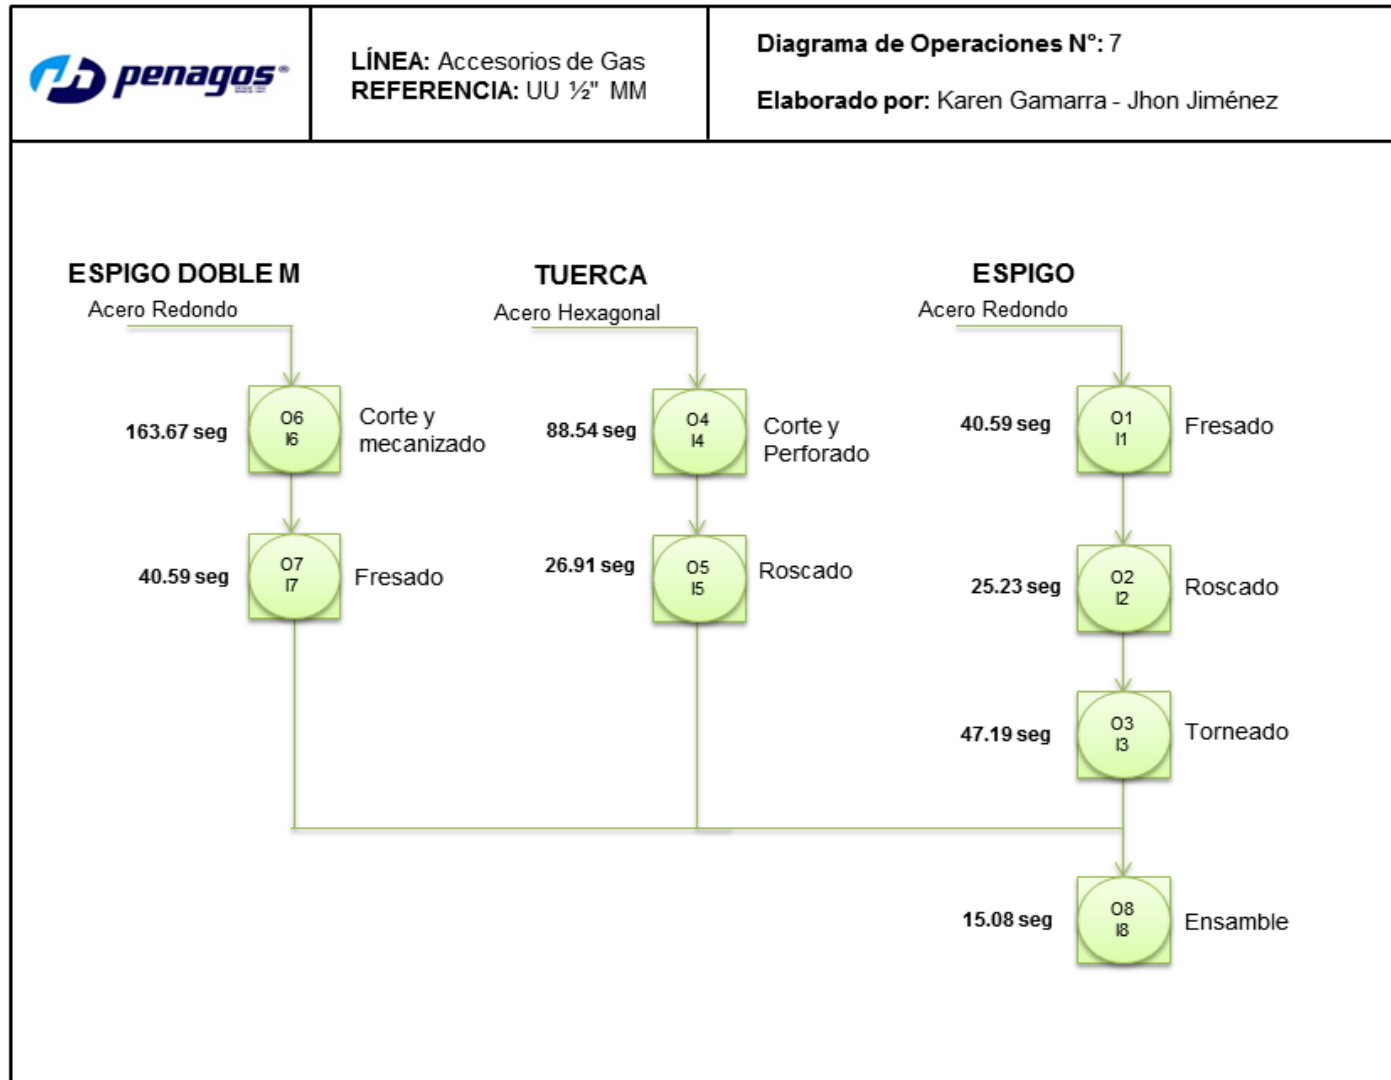 penagos®
LÍNEA: Accesorios de Gas
REFERENCIA: UU ½" MM
Diagrama de Operaciones N°: 7
Elaborado por: Karen Gamarra - Jhon Jiménez
ESPIGO DOBLE M
Acero Redondo
163.67 seg
O6
I6
Corte y
mecanizado
40.59 seg
O7
I7
Fresado
TUERCA
Acero Hexagonal
88.54 seg
O4
I4
Corte y
Perforado
26.91 seg
O5
I5
Roscado
ESPIGO
Acero Redondo
40.59 seg
O1
I1
Fresado
25.23 seg
O2
I2
Roscado
47.19 seg
O3
I3
Torneado
15.08 seg
O8
I8
Ensamble